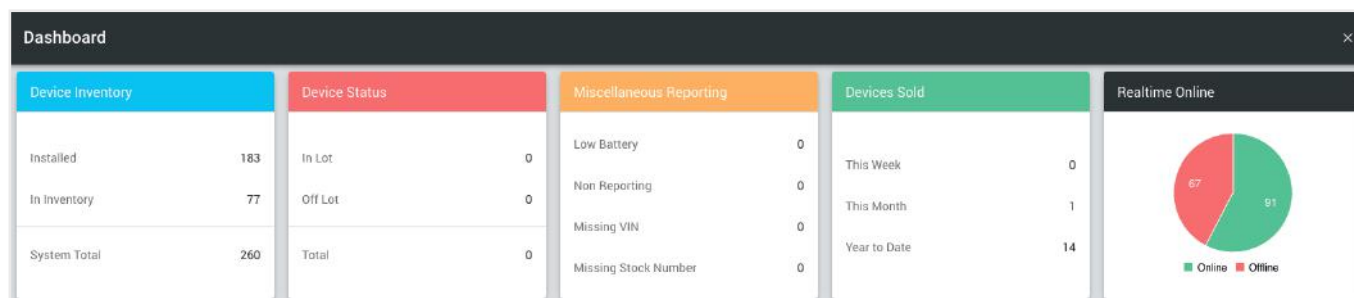 Dashboard ×
Device Inventory
Installed 183
In Inventory 77
System Total 260
Device Status
In Lot 0
Off Lot 0
Total 0
Miscellaneous Reporting
Low Battery 0
Non Reporting 0
Missing VIN 0
Missing Stock Number 0
Devices Sold
This Week 0
This Month 1
Year to Date 14
Realtime Online
67
91
Online Offline